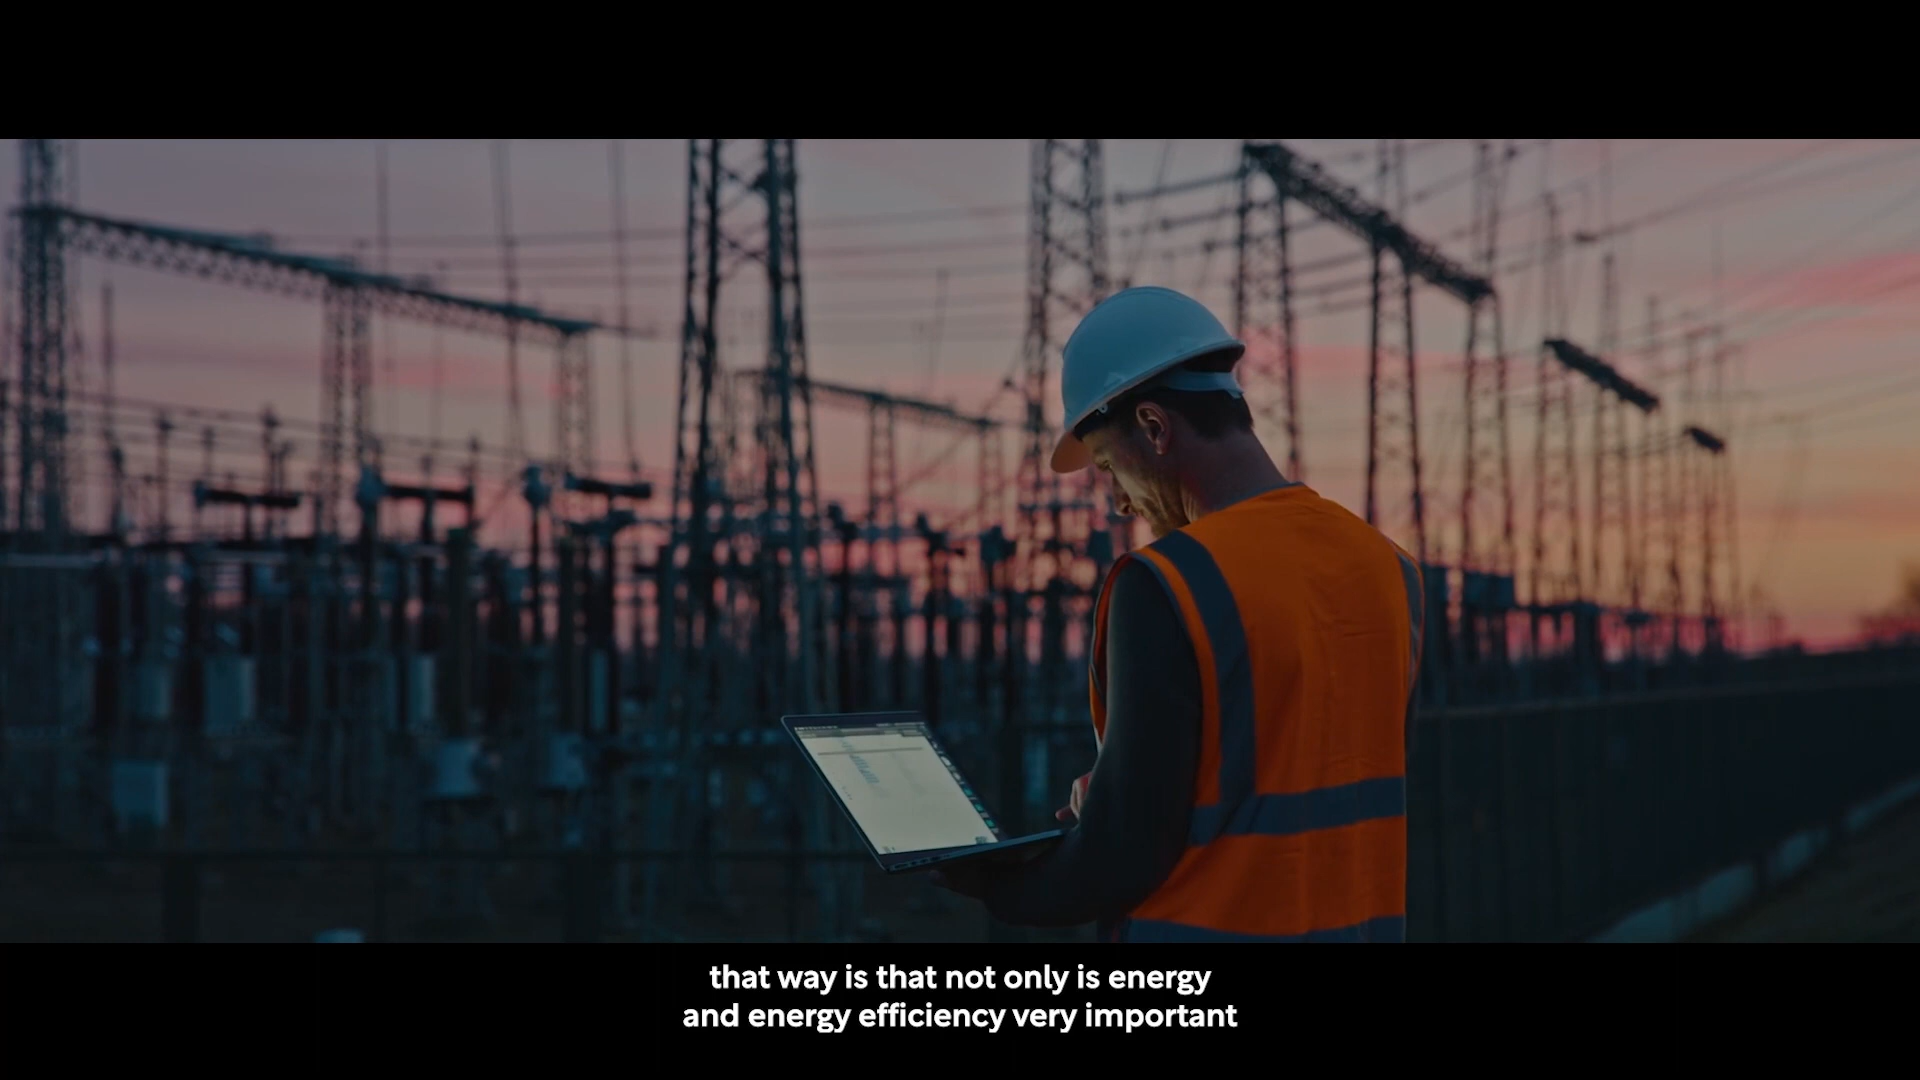 that way is that not only is energy
and energy efficiency very important